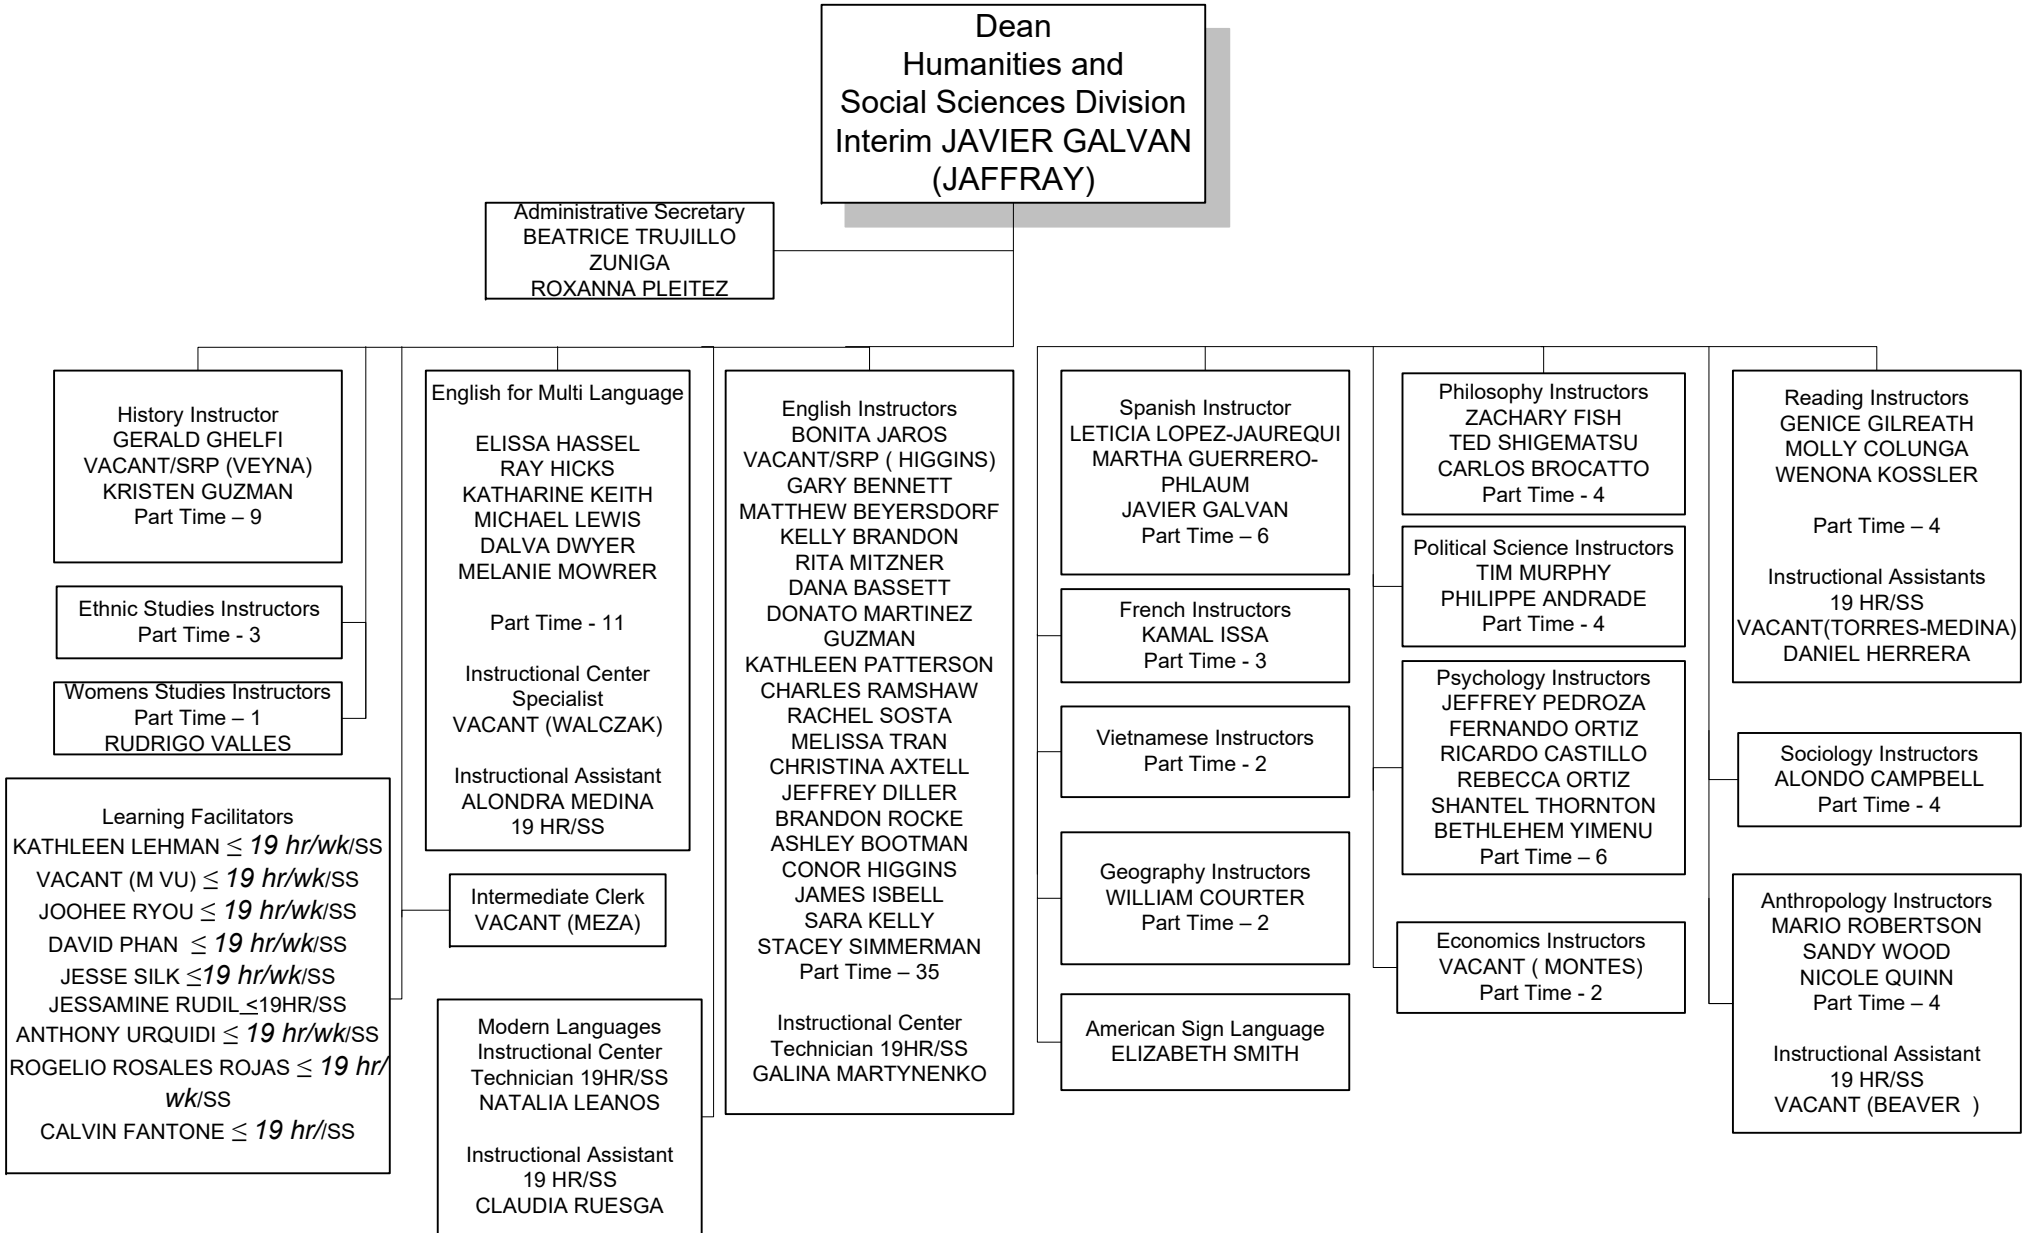 Dean
Humanities and
Social Sciences Division
Interim JAVIER GALVAN
(JAFFRAY)
Administrative Secretary
BEATRICE TRUJILLO
ZUNIGA
ROXANNA PLEITEZ
History Instructor
GERALD GHELFI
VACANT/SRP (VEYNA)
KRISTEN GUZMAN
Part Time – 9
Ethnic Studies Instructors
Part Time - 3
Womens Studies Instructors
Part Time – 1
RUDRIGO VALLES
Learning Facilitators
KATHLEEN LEHMAN ≤ 19 hr/wk/SS
VACANT (M VU) ≤ 19 hr/wk/SS
JOOHEE RYOU ≤ 19 hr/wk/SS
DAVID PHAN ≤ 19 hr/wk/SS
JESSE SILK ≤19 hr/wk/SS
JESSAMINE RUDIL <19HR/SS
ANTHONY URQUIDI ≤ 19 hr/wk/SS
ROGELIO ROSALES ROJAS ≤ 19 hr/
wk/SS
CALVIN FANTONE ≤ 19 hr//SS
English for Multi Language
ELISSA HASSEL
RAY HICKS
KATHARINE KEITH
MICHAEL LEWIS
DALVA DWYER
MELANIE MOWRER
Part Time - 11
Instructional Center
Specialist
VACANT (WALCZAK)
Instructional Assistant
ALONDRA MEDINA
19 HR/SS
Intermediate Clerk
VACANT (MEZA)
Modern Languages
Instructional Center
Technician 19HR/SS
NATALIA LEANOS
Instructional Assistant
19 HR/SS
CLAUDIA RUESGA
English Instructors
BONITA JAROS
VACANT/SRP ( HIGGINS)
GARY BENNETT
MATTHEW BEYERSDORF
KELLY BRANDON
RITA MITZNER
DANA BASSETT
DONATO MARTINEZ
GUZMAN
KATHLEEN PATTERSON
CHARLES RAMSHAW
RACHEL SOSTA
MELISSA TRAN
CHRISTINA AXTELL
JEFFREY DILLER
BRANDON ROCKE
ASHLEY BOOTMAN
CONOR HIGGINS
JAMES ISBELL
SARA KELLY
STACEY SIMMERMAN
Part Time – 35
Instructional Center
Technician 19HR/SS
GALINA MARTYNENKO
Spanish Instructor
LETICIA LOPEZ-JAUREQUI
MARTHA GUERRERO-
PHLAUM
JAVIER GALVAN
Part Time – 6
French Instructors
KAMAL ISSA
Part Time - 3
Vietnamese Instructors
Part Time - 2
Geography Instructors
WILLIAM COURTER
Part Time – 2
American Sign Language
ELIZABETH SMITH
Philosophy Instructors
ZACHARY FISH
TED SHIGEMATSU
CARLOS BROCATTO
Part Time - 4
Political Science Instructors
TIM MURPHY
PHILIPPE ANDRADE
Part Time - 4
Psychology Instructors
JEFFREY PEDROZA
FERNANDO ORTIZ
RICARDO CASTILLO
REBECCA ORTIZ
SHANTEL THORNTON
BETHLEHEM YIMENU
Part Time – 6
Economics Instructors
VACANT ( MONTES)
Part Time - 2
Reading Instructors
GENICE GILREATH
MOLLY COLUNGA
WENONA KOSSLER
Part Time – 4
Instructional Assistants
19 HR/SS
VACANT(TORRES-MEDINA)
DANIEL HERRERA
Sociology Instructors
ALONDO CAMPBELL
Part Time - 4
Anthropology Instructors
MARIO ROBERTSON
SANDY WOOD
NICOLE QUINN
Part Time – 4
Instructional Assistant
19 HR/SS
VACANT (BEAVER )